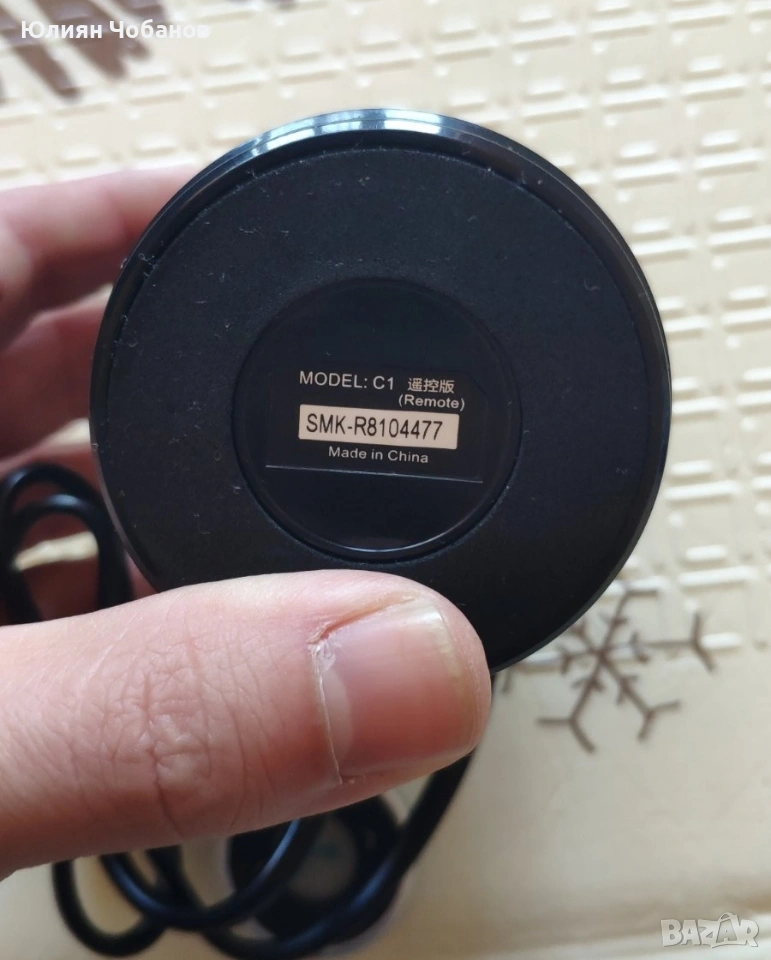 Юлиян Чобанов
MODEL: C1 遥控版
(Remote)
SMK-R8104477
Made in China
BAZAR